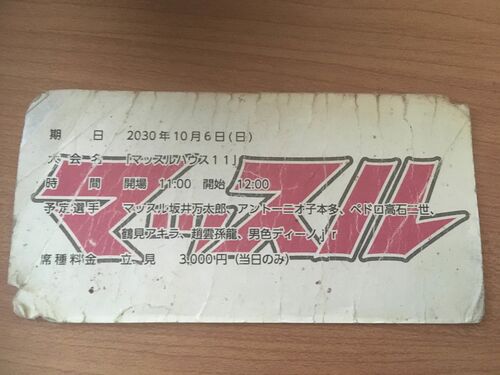 期 日 2030年10月6日(日)
大会名 「マッスルハウス11」
時 間 開場 11:00 開始 12:00
マッスル
予定選手 マッスル坂井万太郎、アントーニオ子本多、ペドロ高石二世、
鶴見アキラ、趙雲孫龍、男色ディーノjr
席種料金 立 見 3,000円(当日のみ)